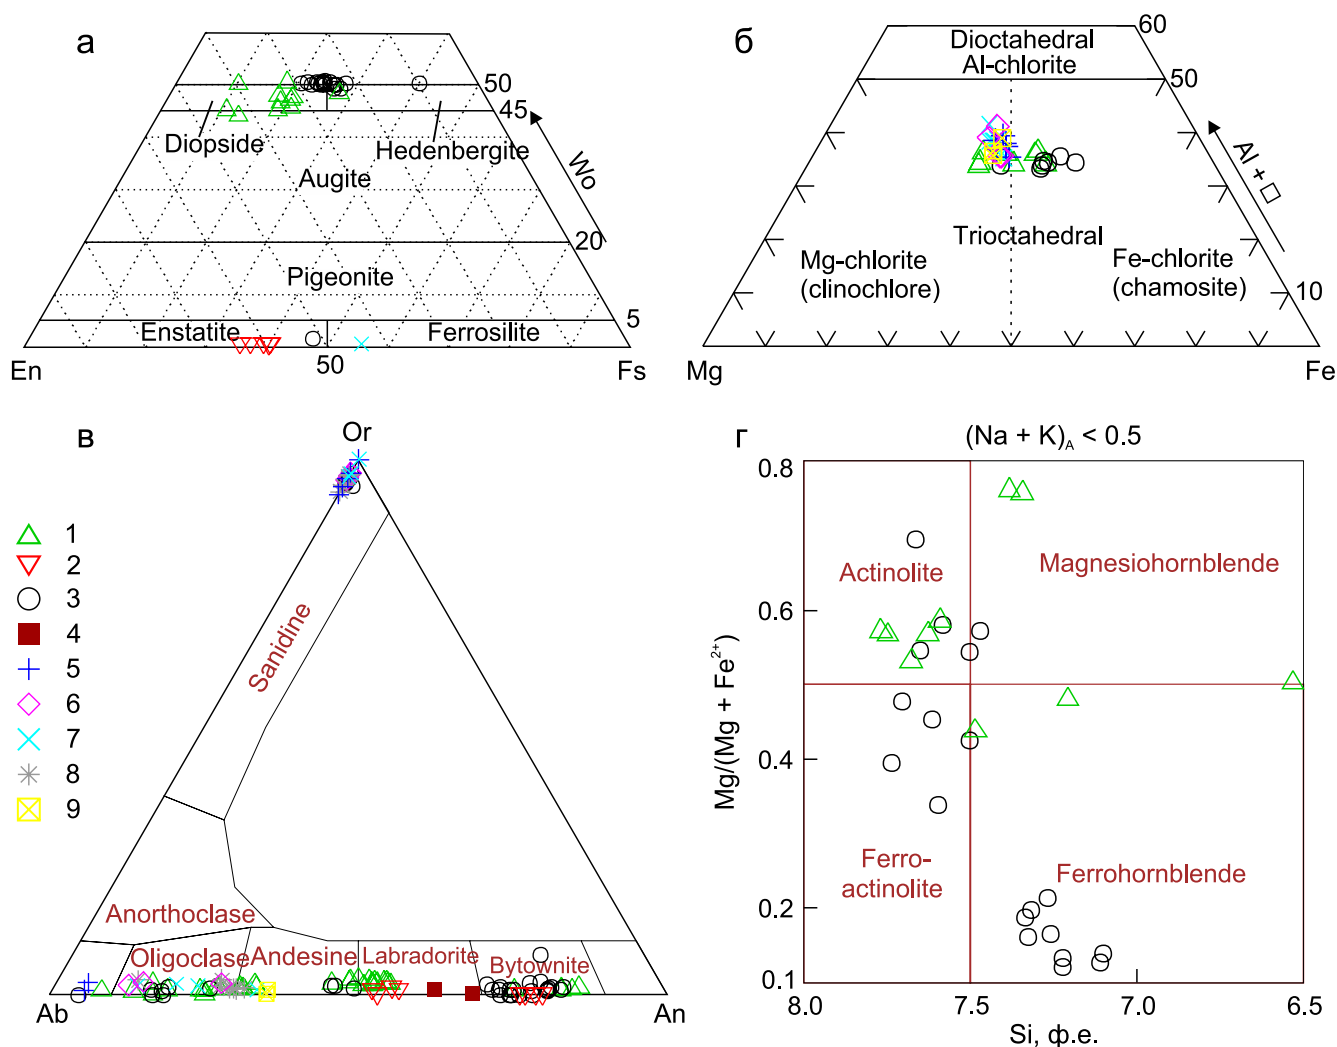 а
50
45
Diopside
Hedenbergite
Augite
Wo
20
Pigeonite
5
Enstatite
Ferrosilite
En
50
Fs
б
60
Dioctahedral
Al-chlorite
50
Al + □
Trioctahedral
Mg-chlorite
(clinochlore)
Fe-chlorite
(chamosite)
10
Mg
Fe
в
Or
1
2
3
4
5
6
7
8
9
Sanidine
Anorthoclase
Oligoclase
Andesine
Labradorite
Bytownite
Ab
An
г
(Na + K)A < 0.5
0.8
Actinolite
Magnesiohornblende
0.6
Mg/(Mg + Fe²⁺)
0.4
Ferro-
actinolite
Ferrohornblende
0.2
0.1
8.0
7.5
7.0
6.5
Si, ф.е.